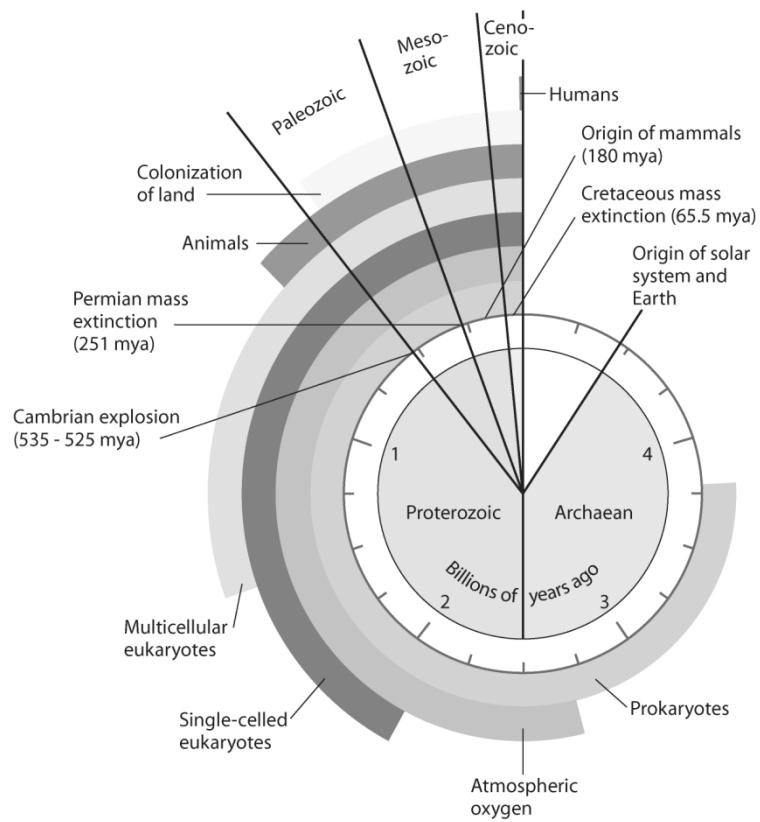 Ceno-
zoic
Meso-
zoic
Paleozoic
Humans
Origin of mammals
(180 mya)
Cretaceous mass
extinction (65.5 mya)
Origin of solar
system and
Earth
Colonization
of land
Animals
Permian mass
extinction
(251 mya)
Cambrian explosion
(535 - 525 mya)
1
4
Proterozoic
Archaean
Billions of years ago
2
3
Multicellular
eukaryotes
Single-celled
eukaryotes
Prokaryotes
Atmospheric
oxygen